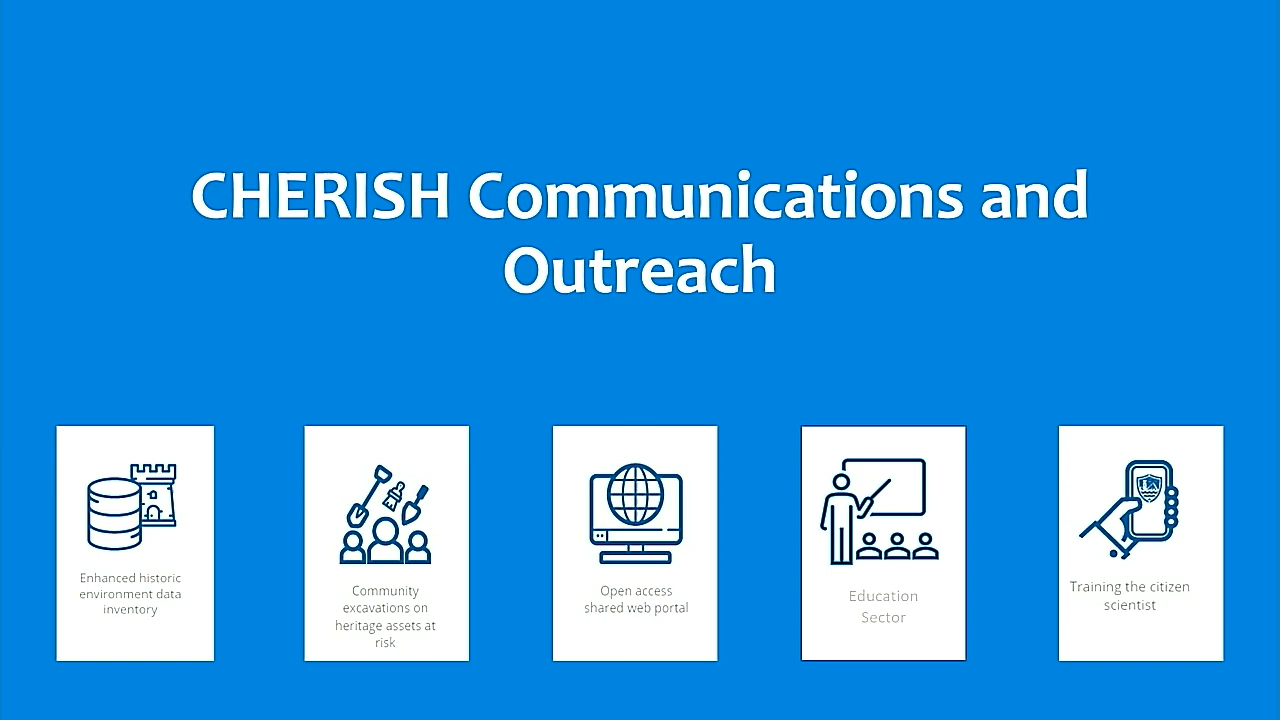 CHERISH Communications and
Outreach
Enhanced historic
environment data
inventory
Community
excavations on
heritage assets at
risk
Open access
shared web portal
Education
Sector
Training the citizen
scientist